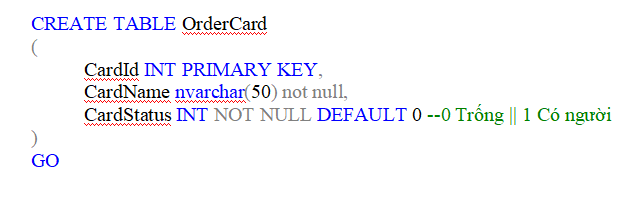 CREATE TABLE OrderCard
(
CardId INT PRIMARY KEY,
CardName nvarchar(50) not null,
CardStatus INT NOT NULL DEFAULT 0 --0 Trống || 1 Có người
)
GO